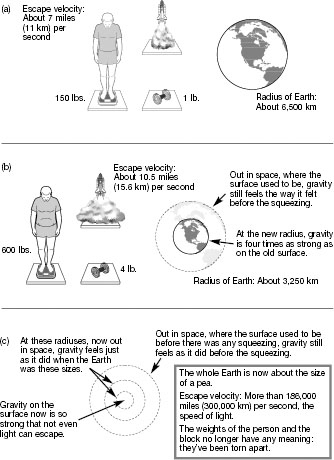 (a)
Escape velocity:
About 7 miles
(11 km) per
second
150 lbs.
1 lb.
Radius of Earth:
About 6,500 km
(b)
Escape velocity:
About 10.5 miles
(15.6 km) per second
600 lbs.
4 lb.
Out in space, where the
surface used to be, gravity
still feels the way it felt
before the squeezing.
At the new radius, gravity
is four times as strong as
on the old surface.
Radius of Earth: About 3,250 km
(c)
At these radiuses, now out
in space, gravity feels just
as it did when the Earth
was these sizes.
Gravity on
the surface now is so
strong that not even
light can escape.
Out in space, where the surface used to be
before there was any squeezing, gravity still
feels as it did before the squeezing.
The whole Earth is now about the size
of a pea.
Escape velocity: More than 186,000
miles (300,000 km) per second, the
speed of light.
The weights of the person and the
block no longer have any meaning:
they've been torn apart.